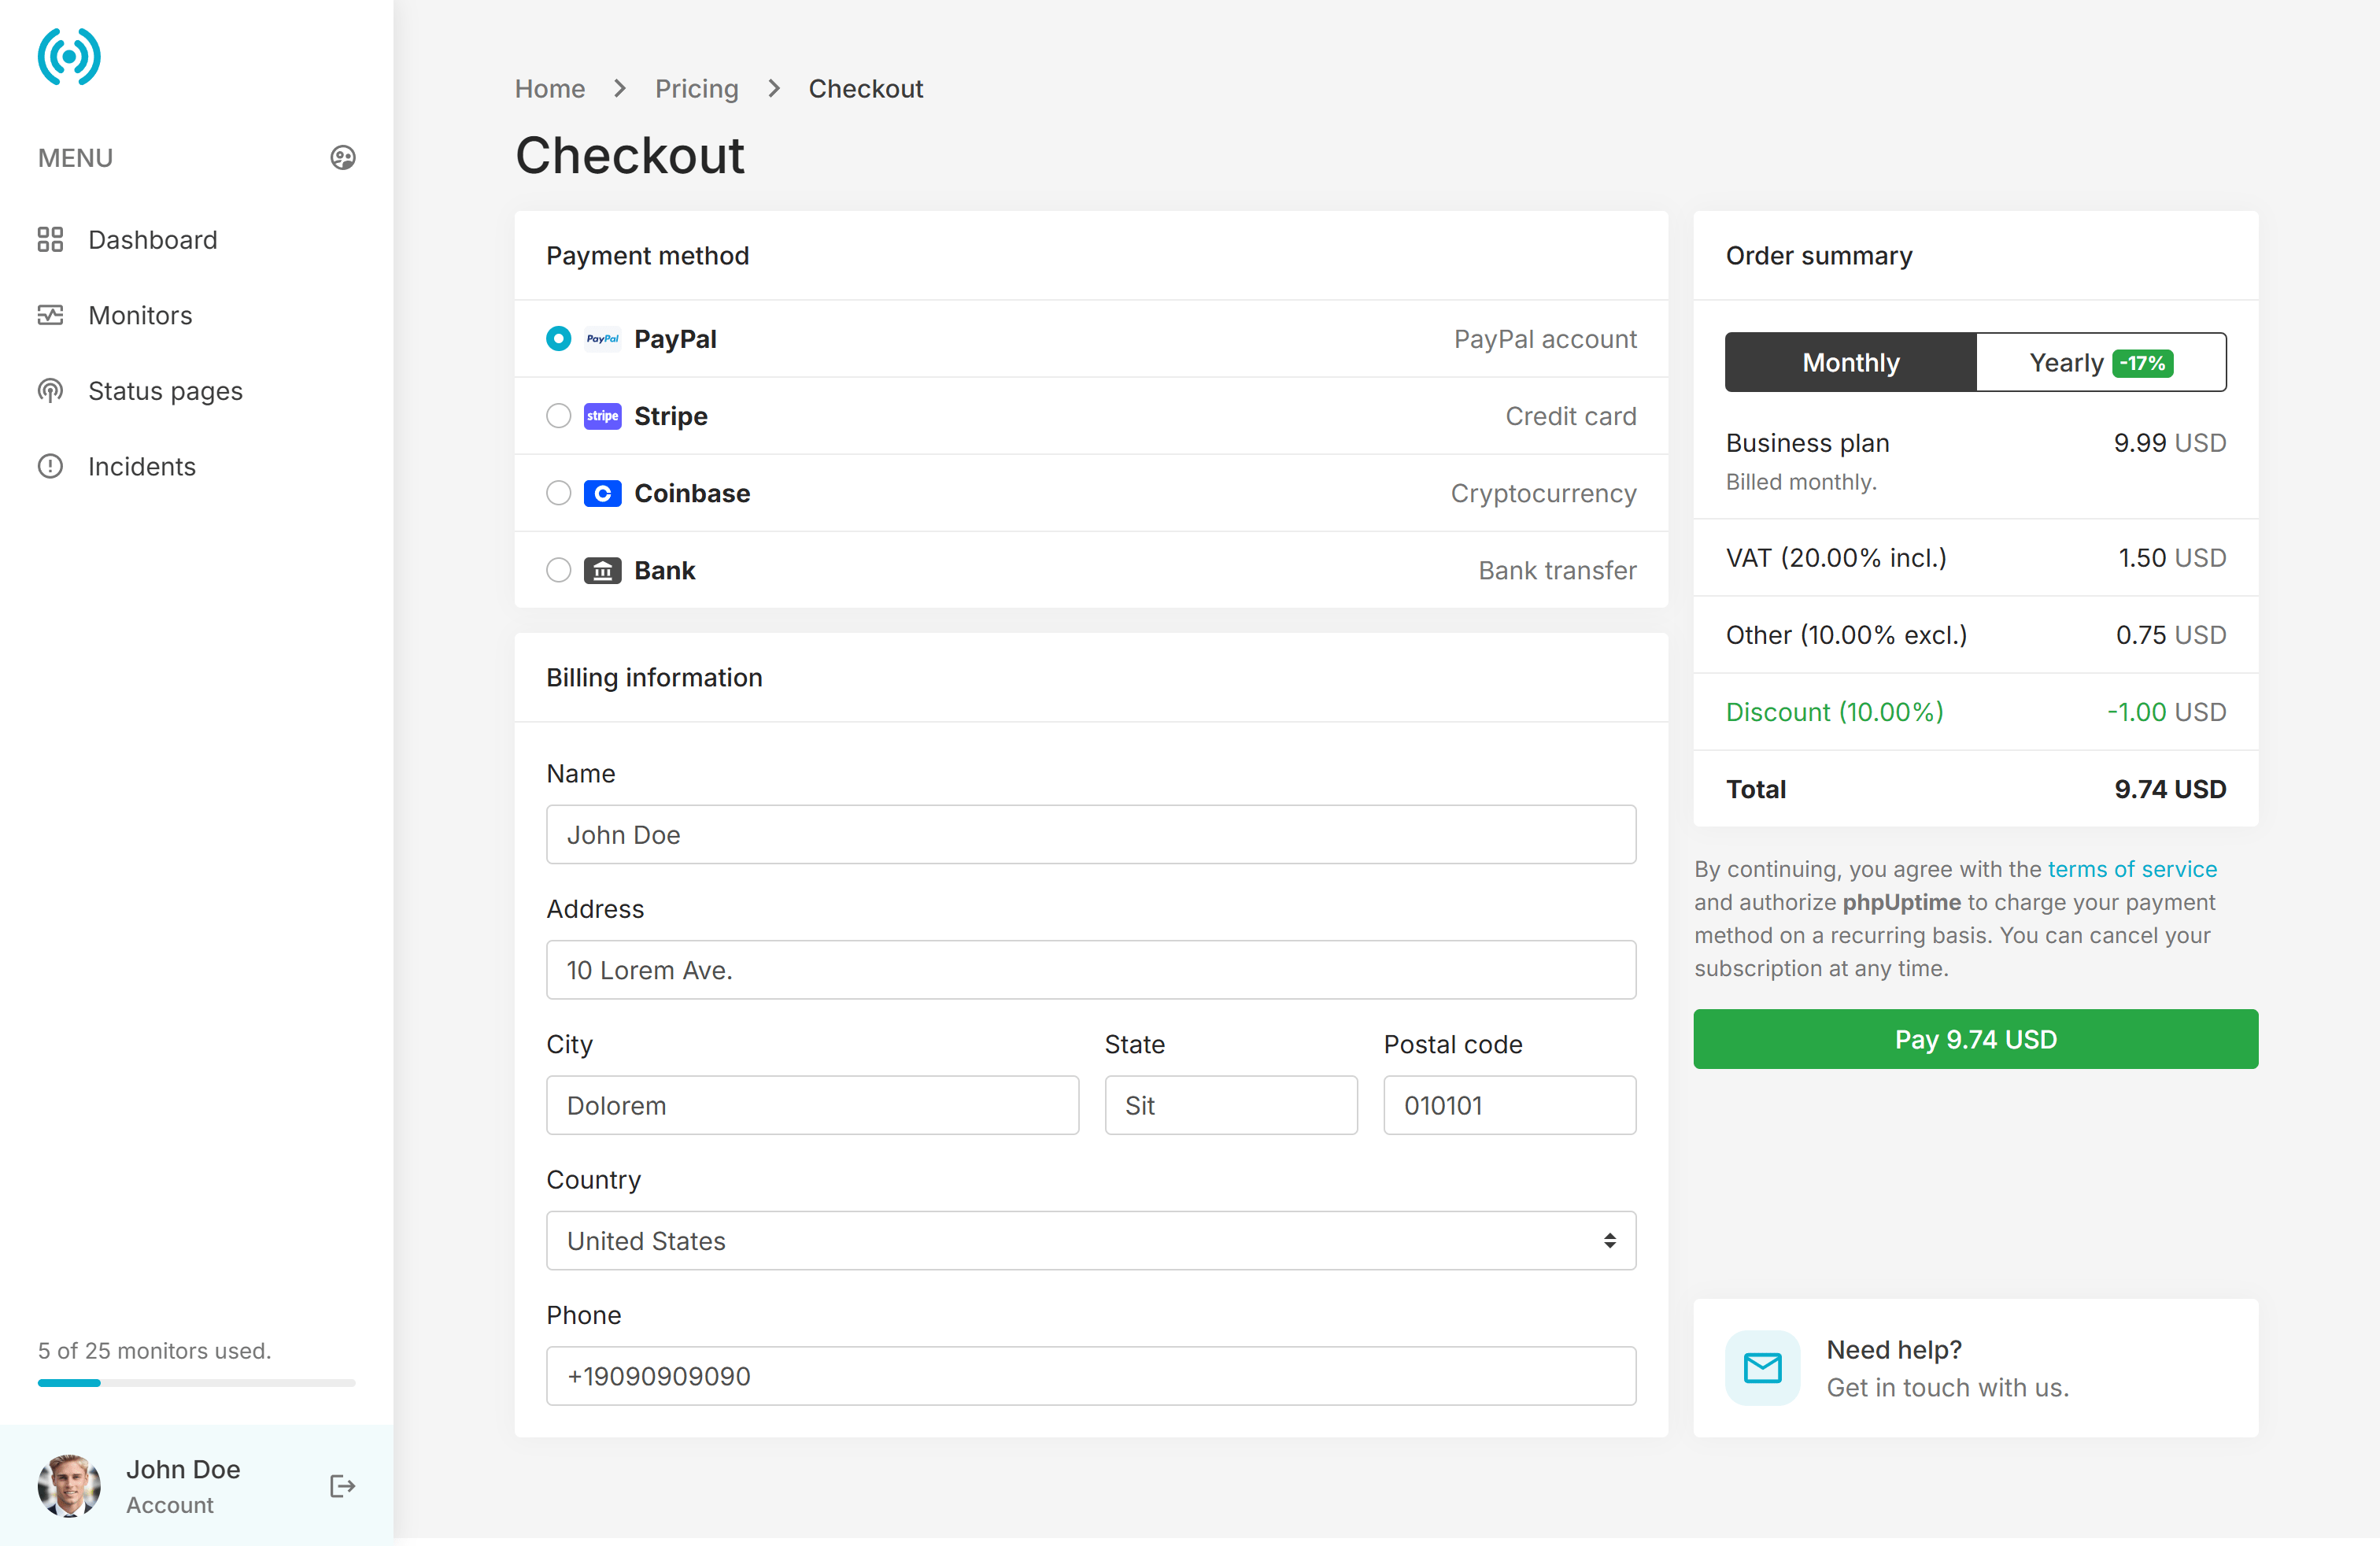 MENU
Dashboard
Monitors
Status pages
Incidents
5 of 25 monitors used.
John Doe
Account
Home > Pricing > Checkout
Checkout
Payment method
PayPal PayPal PayPal account
stripe Stripe Credit card
Coinbase Cryptocurrency
Bank Bank transfer
Billing information
Name
John Doe
Address
10 Lorem Ave.
City State Postal code
Dolorem Sit 010101
Country
United States
Phone
+19090909090
Order summary
Monthly Yearly -17%
Business plan 9.99 USD
Billed monthly.
VAT (20.00% incl.) 1.50 USD
Other (10.00% excl.) 0.75 USD
Discount (10.00%) -1.00 USD
Total 9.74 USD
By continuing, you agree with the terms of service
and authorize phpUptime to charge your payment
method on a recurring basis. You can cancel your
subscription at any time.
Pay 9.74 USD
Need help?
Get in touch with us.